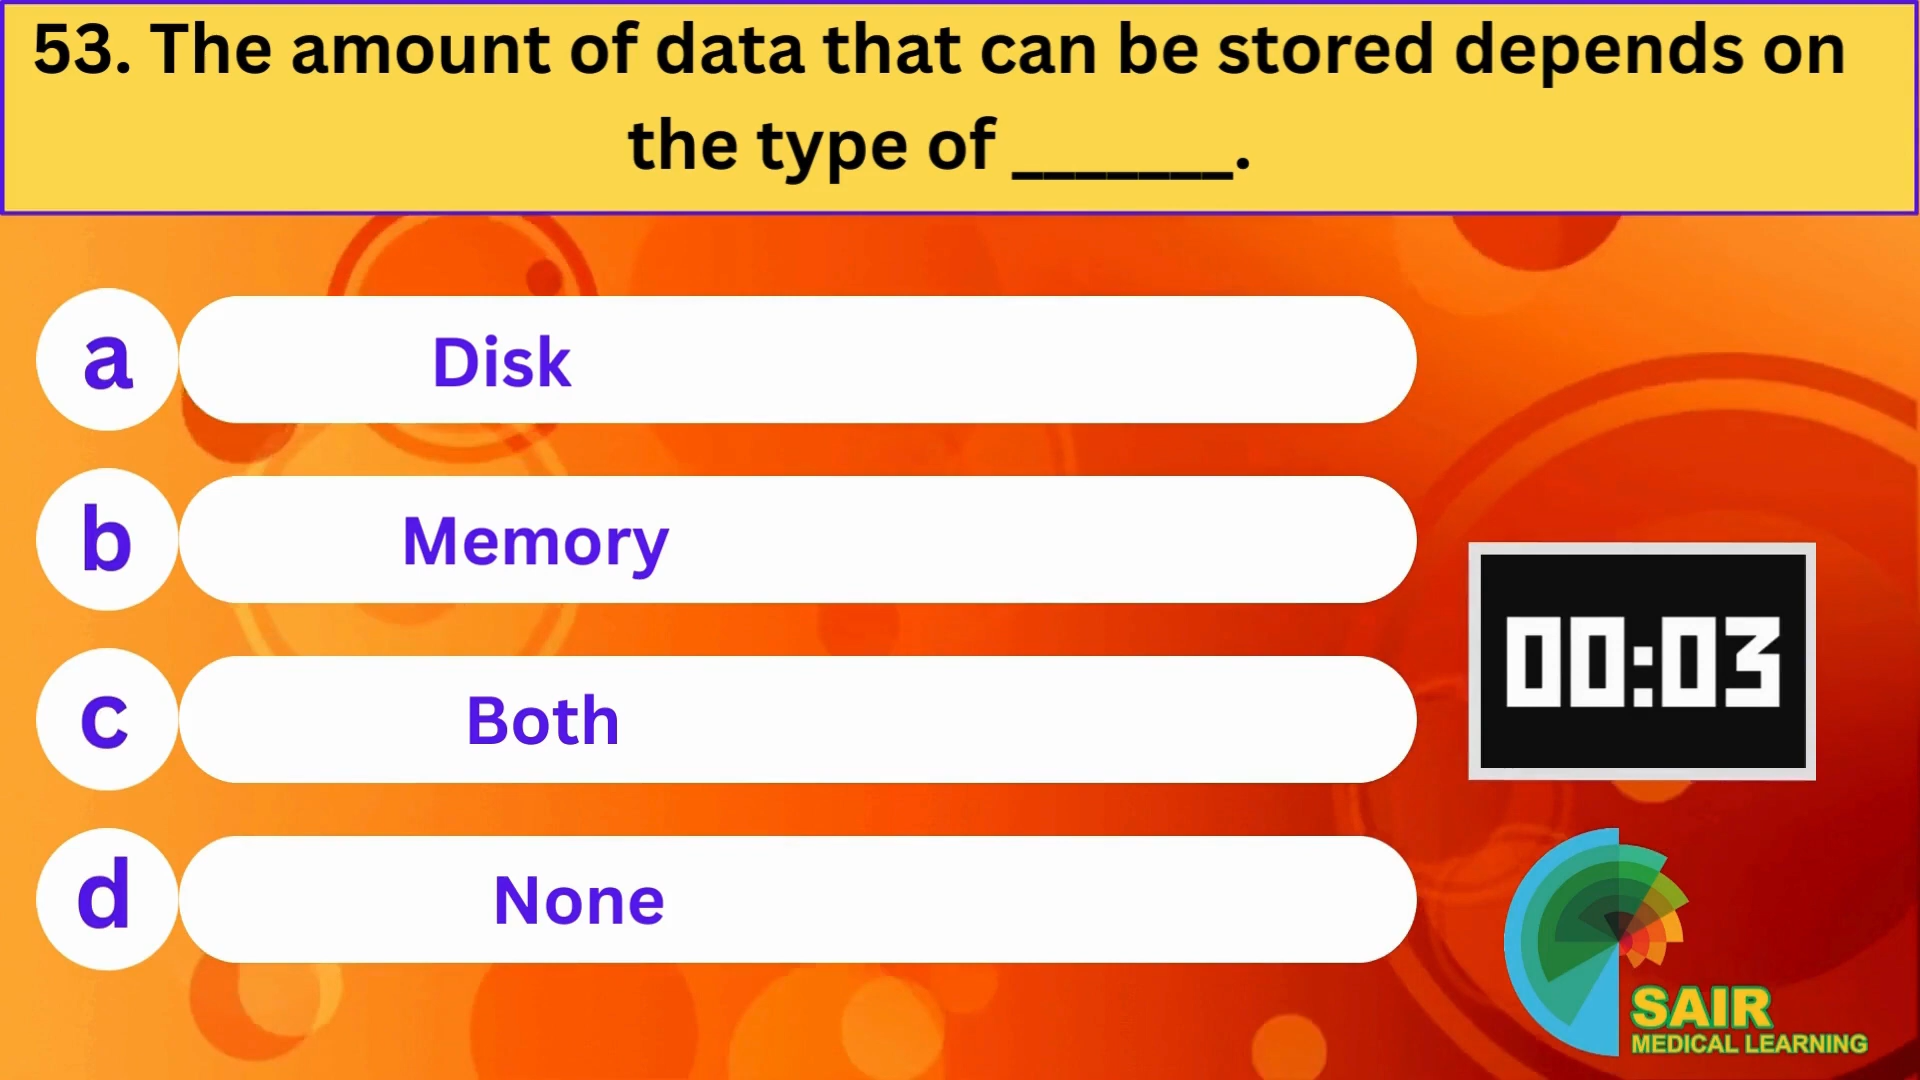 53. The amount of data that can be stored depends on
the type of _______.
a Disk
b Memory
c Both
d None
00:03
SAIR
MEDICAL LEARNING